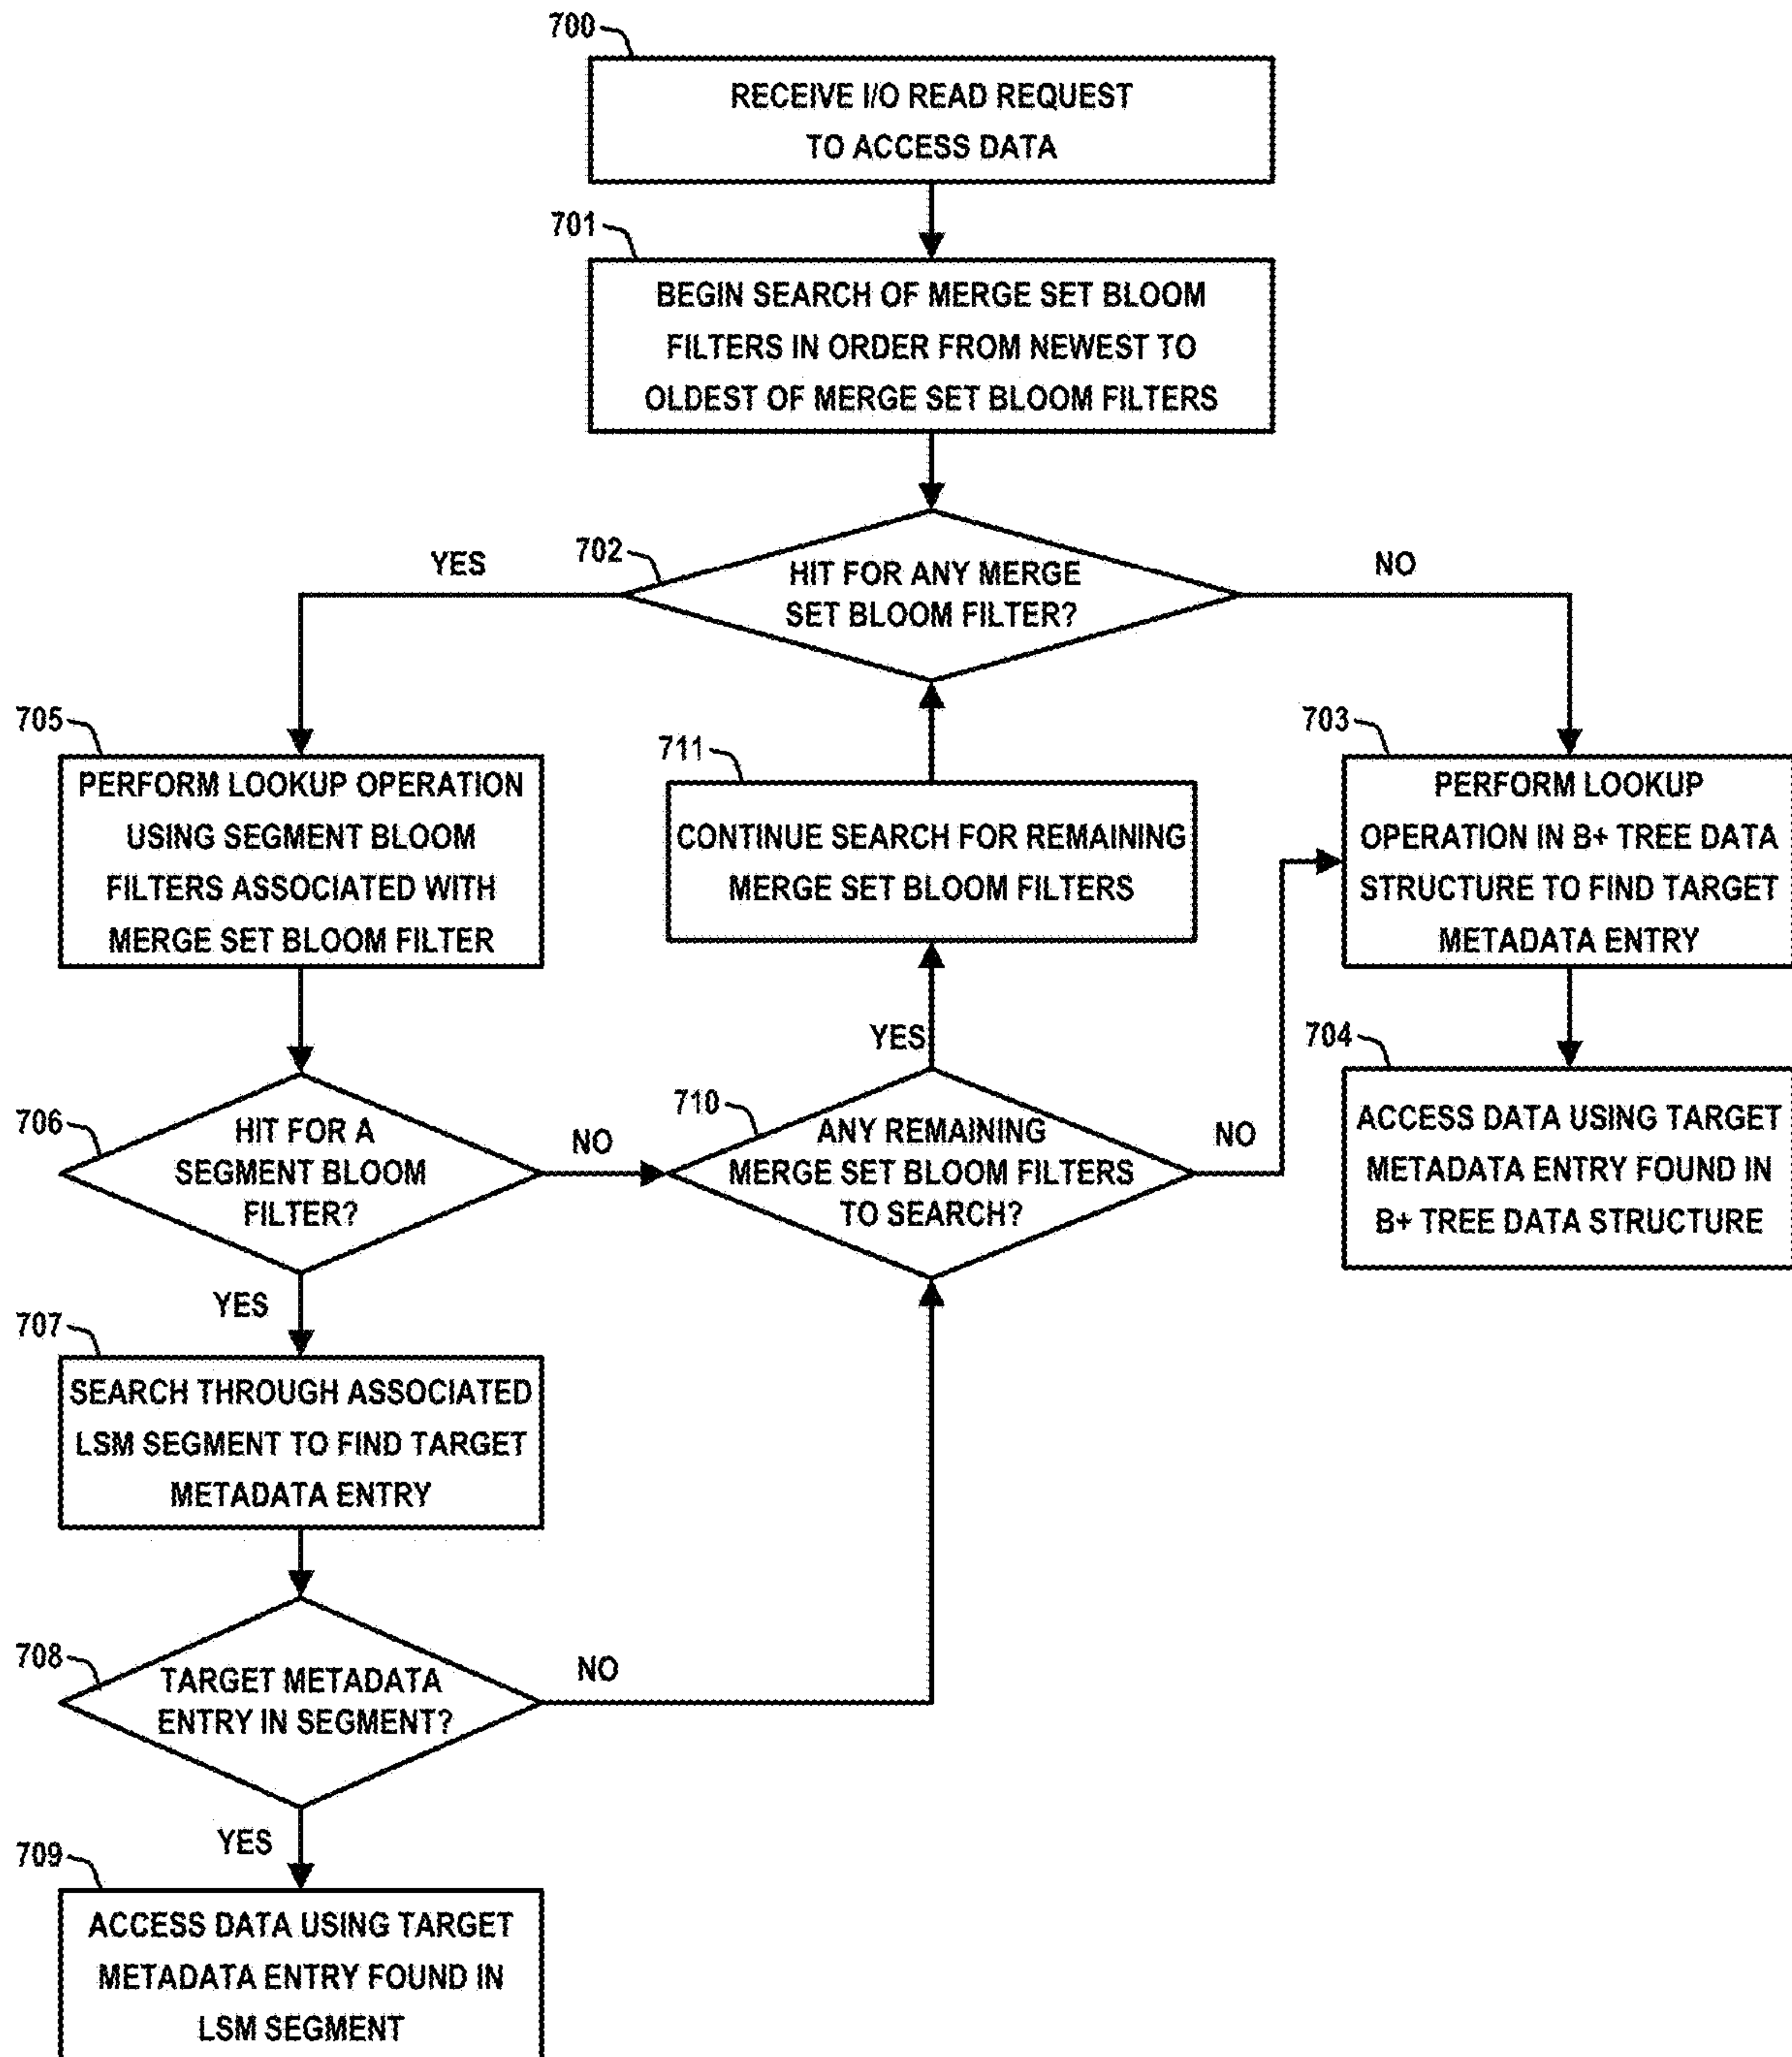 700
RECEIVE I/O READ REQUEST
TO ACCESS DATA
701
BEGIN SEARCH OF MERGE SET BLOOM
FILTERS IN ORDER FROM NEWEST TO
OLDEST OF MERGE SET BLOOM FILTERS
702
HIT FOR ANY MERGE
SET BLOOM FILTER?
YES
NO
705
PERFORM LOOKUP OPERATION
USING SEGMENT BLOOM
FILTERS ASSOCIATED WITH
MERGE SET BLOOM FILTER
711
CONTINUE SEARCH FOR REMAINING
MERGE SET BLOOM FILTERS
703
PERFORM LOOKUP
OPERATION IN B+ TREE DATA
STRUCTURE TO FIND TARGET
METADATA ENTRY
706
HIT FOR A
SEGMENT BLOOM
FILTER?
NO
YES
710
ANY REMAINING
MERGE SET BLOOM FILTERS
TO SEARCH?
YES
NO
704
ACCESS DATA USING TARGET
METADATA ENTRY FOUND IN
B+ TREE DATA STRUCTURE
707
SEARCH THROUGH ASSOCIATED
LSM SEGMENT TO FIND TARGET
METADATA ENTRY
708
TARGET METADATA
ENTRY IN SEGMENT?
NO
YES
709
ACCESS DATA USING TARGET
METADATA ENTRY FOUND IN
LSM SEGMENT